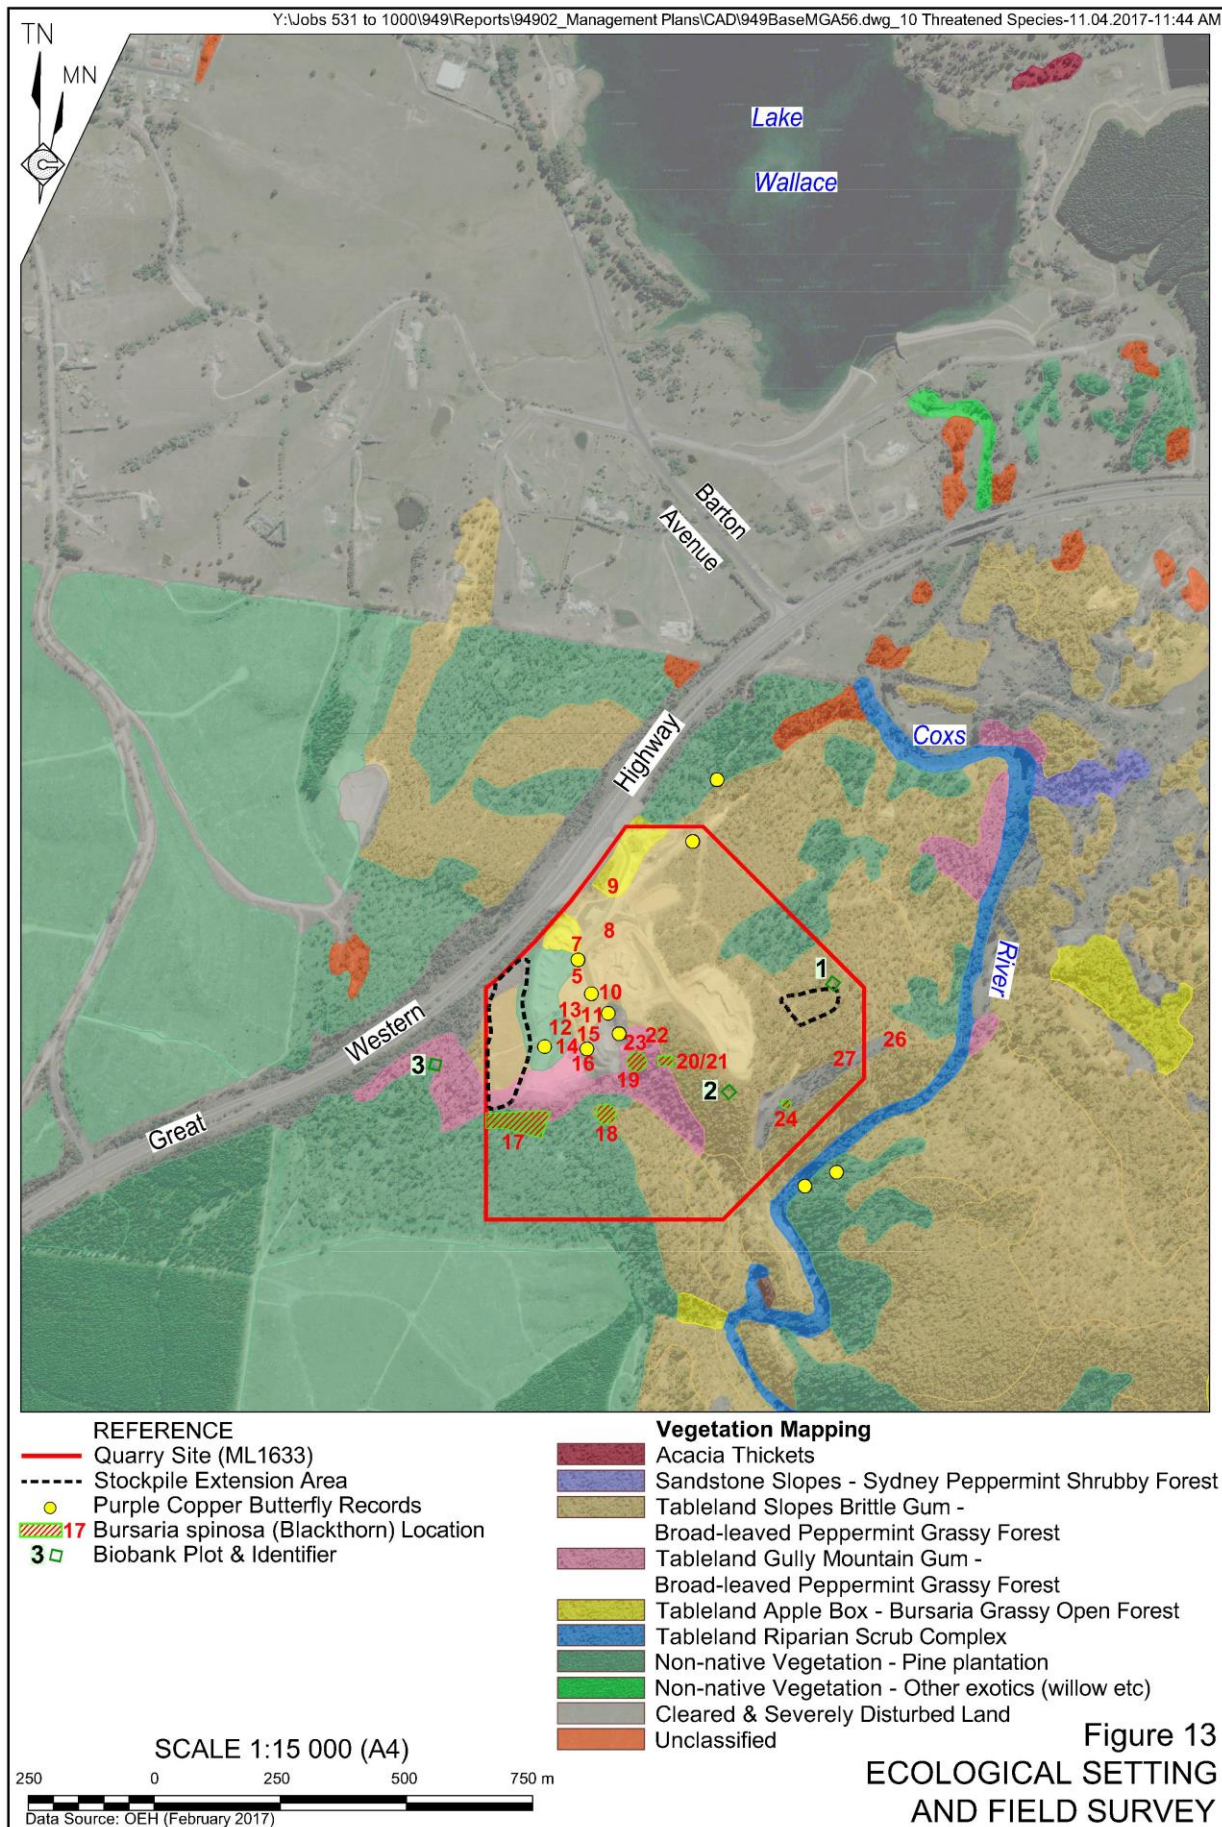 Y:\Jobs 531 to 1000\949\Reports\94902_Management Plans\CAD\949BaseMGA56.dwg_10 Threatened Species-11.04.2017-11:44 AM
TN
MN
Lake
Wallace
Barton
Avenue
Highway
Coxs
River
Western
Great
9
8
7
5
10
13
11
12
15
14
16
23
22
19
20/21
17
18
24
26
27
1
2
3
REFERENCE
Quarry Site (ML1633)
Stockpile Extension Area
Purple Copper Butterfly Records
17 Bursaria spinosa (Blackthorn) Location
3 Biobank Plot & Identifier
Vegetation Mapping
Acacia Thickets
Sandstone Slopes - Sydney Peppermint Shrubby Forest
Tableland Slopes Brittle Gum -
Broad-leaved Peppermint Grassy Forest
Tableland Gully Mountain Gum -
Broad-leaved Peppermint Grassy Forest
Tableland Apple Box - Bursaria Grassy Open Forest
Tableland Riparian Scrub Complex
Non-native Vegetation - Pine plantation
Non-native Vegetation - Other exotics (willow etc)
Cleared & Severely Disturbed Land
Unclassified
SCALE 1:15 000 (A4)
250 0 250 500 750 m
Data Source: OEH (February 2017)
Figure 13
ECOLOGICAL SETTING
AND FIELD SURVEY